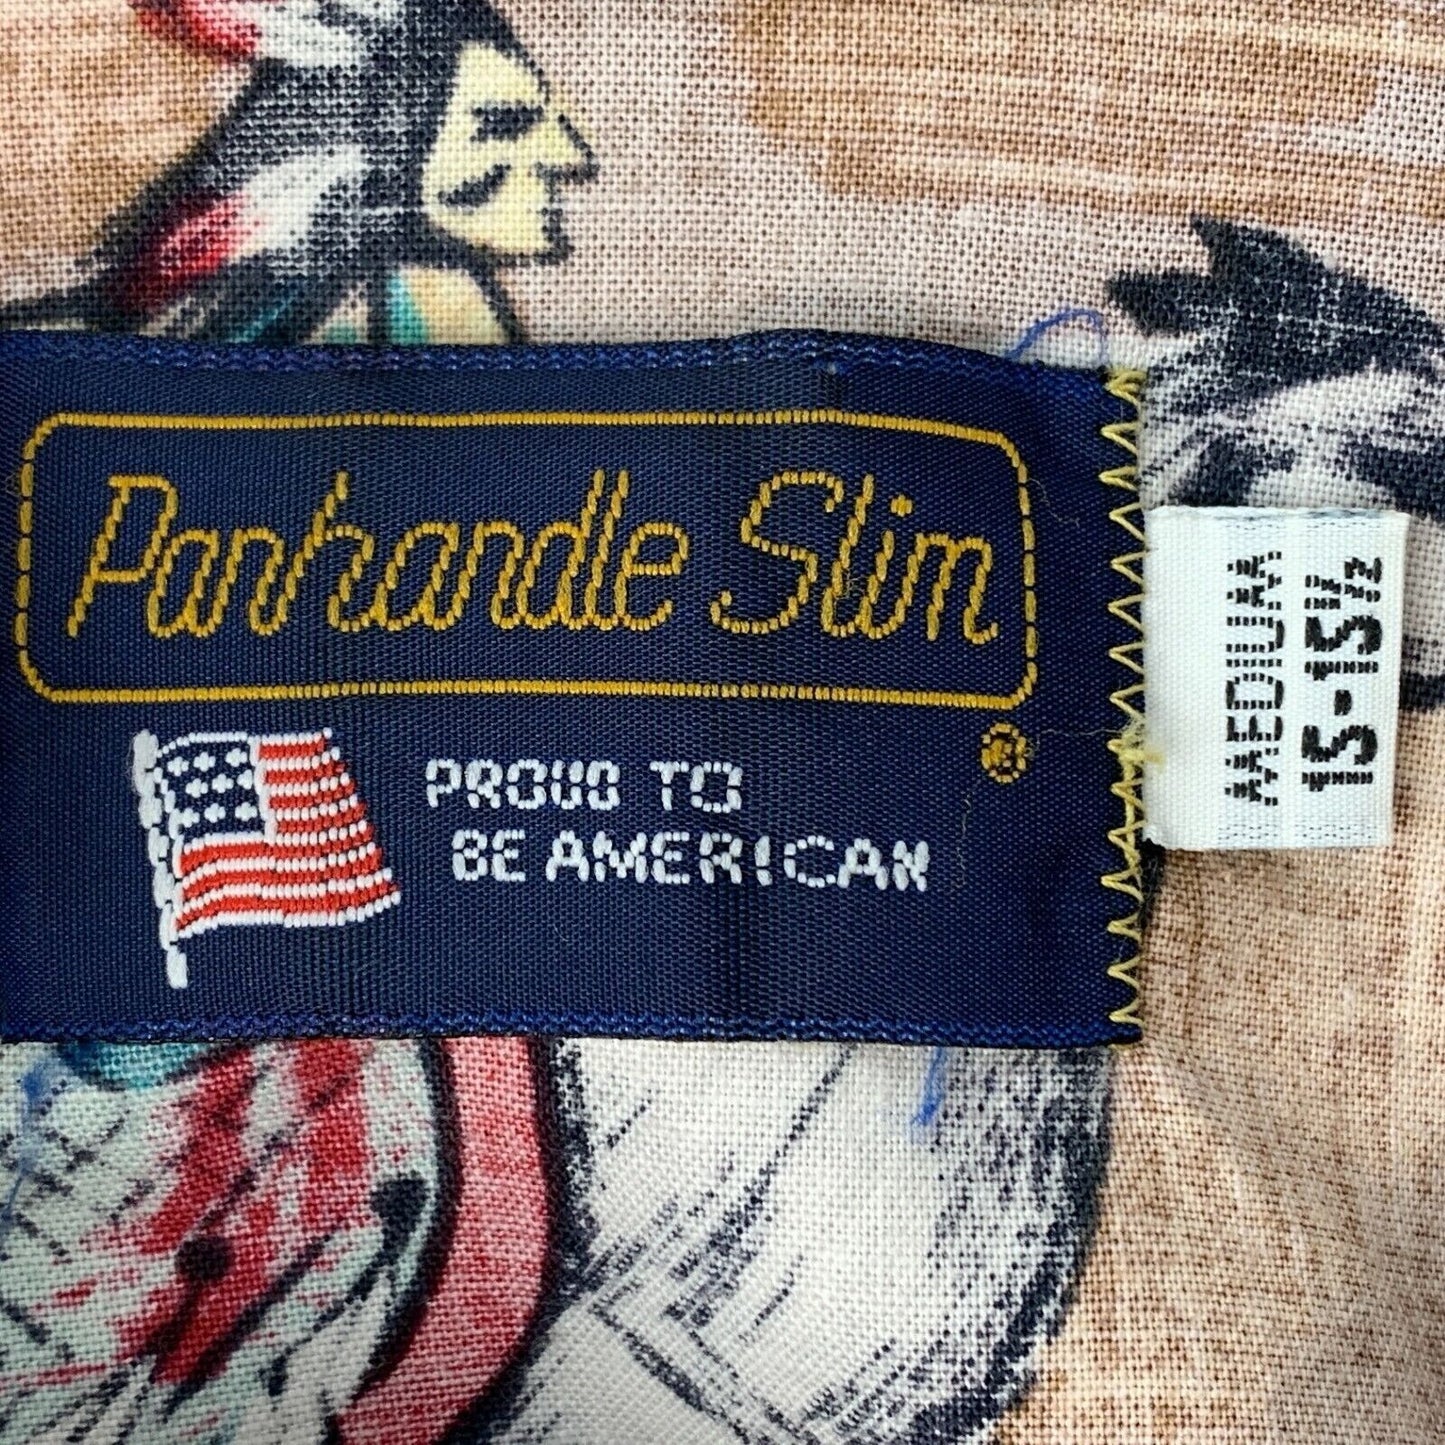 Panhandle Slim
®
PROUD TO
BE AMERICAN
MEDIUM
15-15½